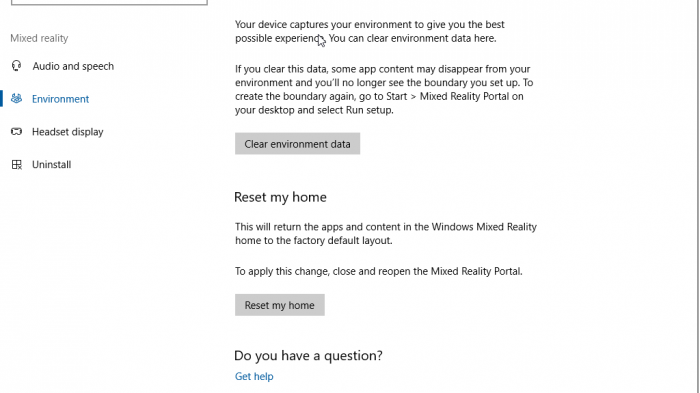 Your device captures your environment to give you the best
possible experience. You can clear environment data here.
Mixed reality
Audio and speech
Environment
Headset display
Uninstall
If you clear this data, some app content may disappear from your
environment and you'll no longer see the boundary you set up. To
create the boundary again, go to Start > Mixed Reality Portal on
your desktop and select Run setup.
Clear environment data
Reset my home
This will return the apps and content in the Windows Mixed Reality
home to the factory default layout.
To apply this change, close and reopen the Mixed Reality Portal.
Reset my home
Do you have a question?
Get help